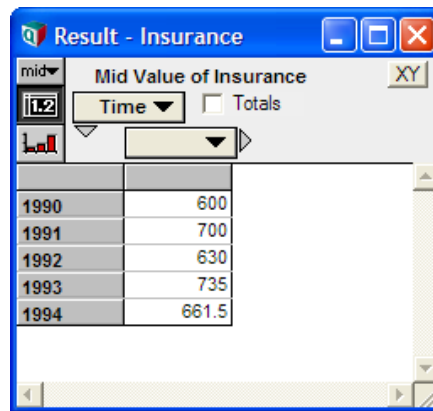 Result - Insurance
mid Mid Value of Insurance XY
1.2 Time Totals
1990 600
1991 700
1992 630
1993 735
1994 661.5